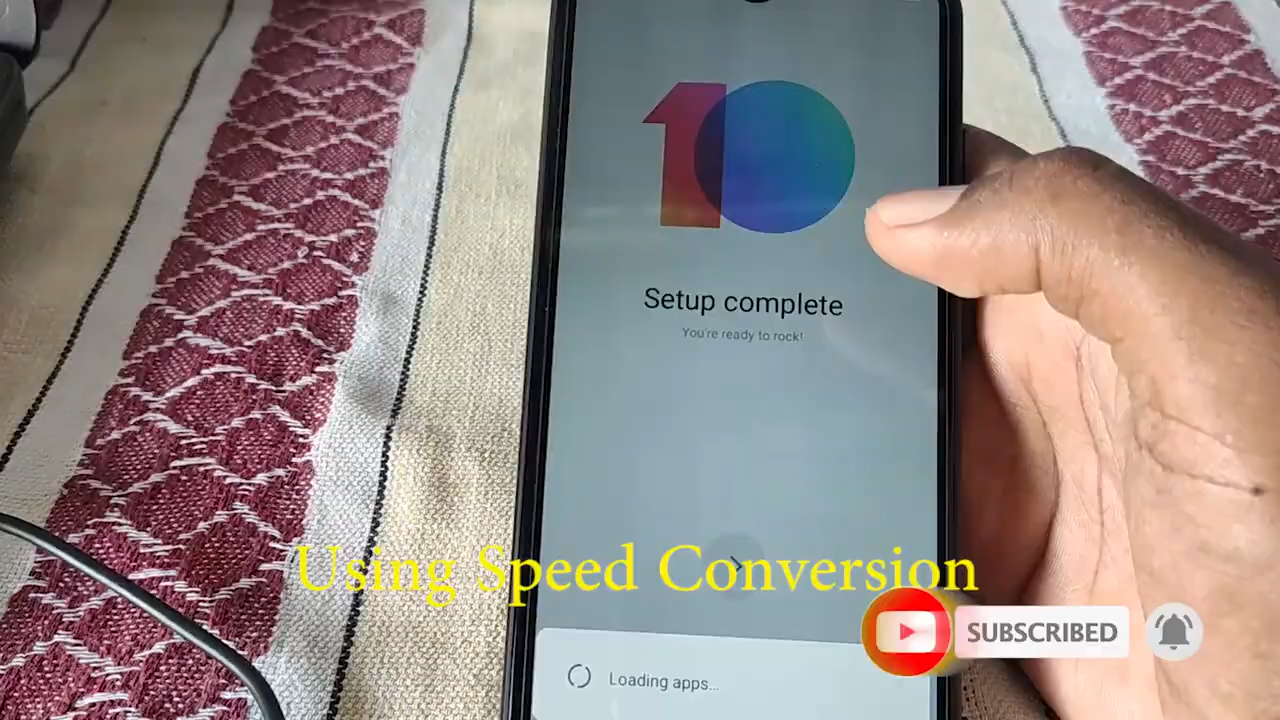 10
Setup complete
You're ready to rock!
Using Speed Conversion
SUBSCRIBED
Loading apps...